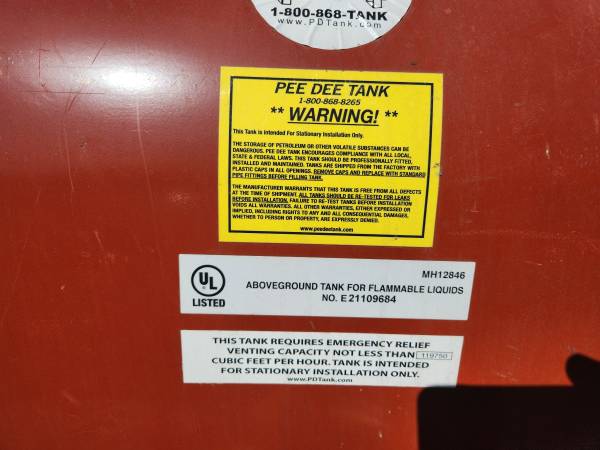 1-800-868-TANK
www.PDTank.com
PEE DEE TANK
1-800-868-8265
** WARNING! **
This Tank is Intended For Stationary Installation Only.
THE STORAGE OF PETROLEUM OR OTHER VOLATILE SUBSTANCES CAN BE
DANGEROUS. PEE DEE TANK ENCOURAGES COMPLIANCE WITH ALL LOCAL,
STATE & FEDERAL LAWS. THIS TANK SHOULD BE PROFESSIONALLY FITTED,
INSTALLED AND MAINTAINED. TANKS ARE SHIPPED FROM THE FACTORY WITH
PLASTIC CAPS IN ALL OPENINGS. REMOVE CAPS AND REPLACE WITH STANDARD
PIPE FITTINGS BEFORE FILLING TANK.
THE MANUFACTURER WARRANTS THAT THIS TANK IS FREE FROM ALL DEFECTS
AT THE TIME OF SHIPMENT. ALL TANKS SHOULD BE RE-TESTED FOR LEAKS
BEFORE INSTALLATION. FAILURE TO RE-TEST TANKS BEFORE INSTALLATION
VOIDS ALL WARRANTIES. ALL OTHER WARRANTIES, EITHER EXPRESSED OR
IMPLIED, INCLUDING RIGHTS TO ANY AND ALL CONSEQUENTIAL DAMAGES,
WHETHER TO PERSON OR PROPERTY, ARE EXPRESSLY DENIED.
www.peedeetank.com
UL
LISTED
MH12846
ABOVEGROUND TANK FOR FLAMMABLE LIQUIDS
NO. E 21109684
THIS TANK REQUIRES EMERGENCY RELIEF
VENTING CAPACITY NOT LESS THAN 119750
CUBIC FEET PER HOUR. TANK IS INTENDED
FOR STATIONARY INSTALLATION ONLY.
www.PDTank.com